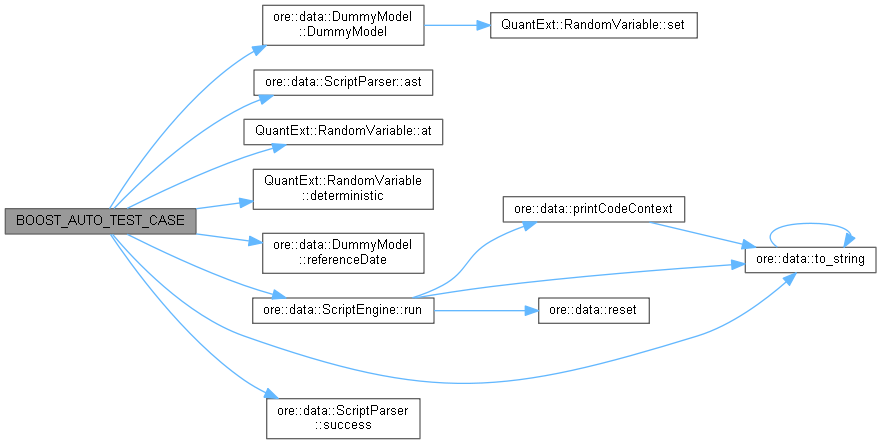 ore::data::DummyModel
::DummyModel
QuantExt::RandomVariable::set
ore::data::ScriptParser::ast
QuantExt::RandomVariable::at
QuantExt::RandomVariable
::deterministic
ore::data::printCodeContext
BOOST_AUTO_TEST_CASE
ore::data::DummyModel
::referenceDate
ore::data::to_string
ore::data::ScriptEngine::run
ore::data::reset
ore::data::ScriptParser
::success